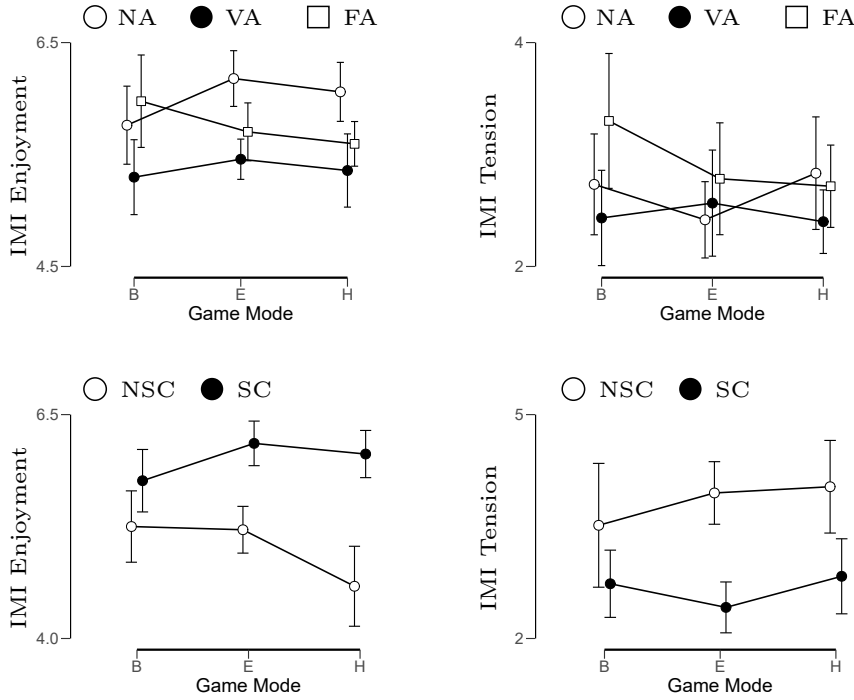 NA VA FA
6.5
4.5
IMI Enjoyment
B E H
Game Mode
NA VA FA
4
2
IMI Tension
B E H
Game Mode
NSC SC
6.5
4.0
IMI Enjoyment
B E H
Game Mode
NSC SC
5
2
IMI Tension
B E H
Game Mode